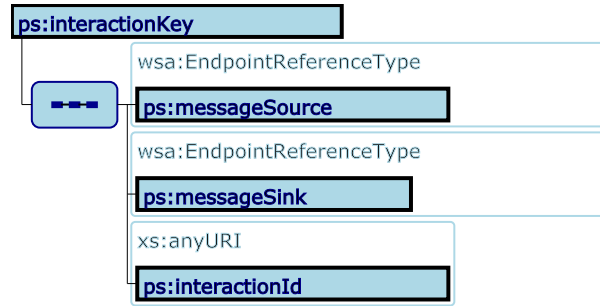 ps:interactionKey
wsa:EndpointReferenceType
ps:messageSource
wsa:EndpointReferenceType
ps:messageSink
xs:anyURI
ps:interactionId